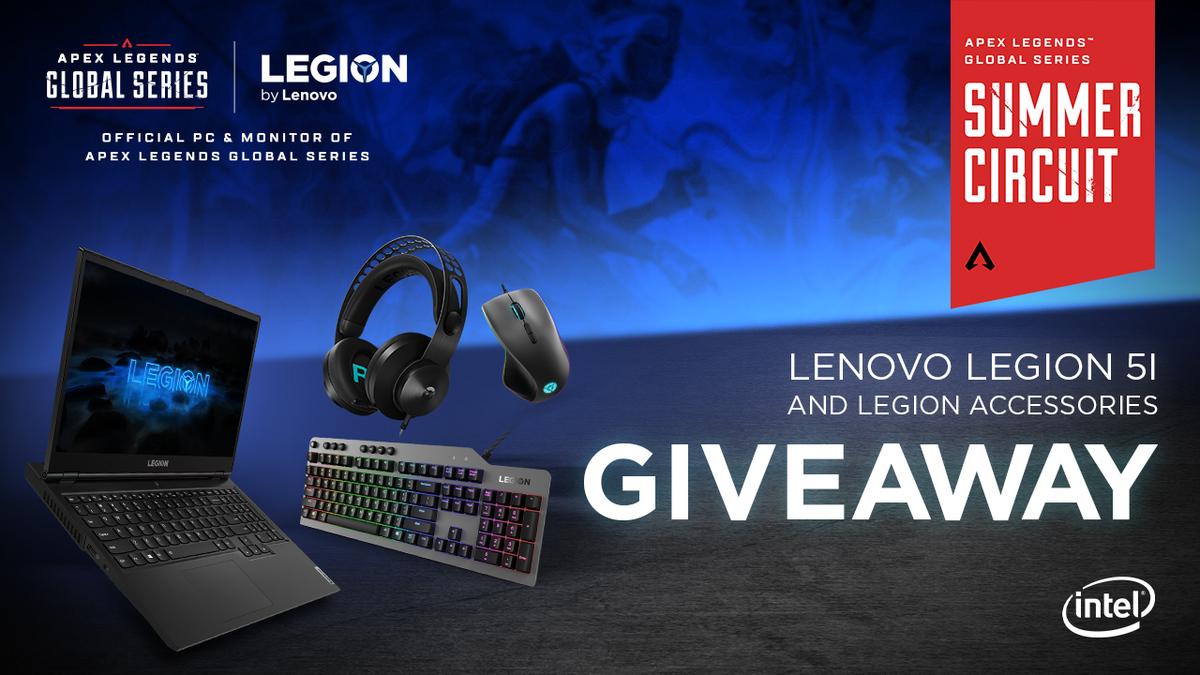 APEX LEGENDS™
GLOBAL SERIES
LEGION
by Lenovo
OFFICIAL PC & MONITOR OF
APEX LEGENDS GLOBAL SERIES
APEX LEGENDS™
GLOBAL SERIES
SUMMER
CIRCUIT
LEGION
LEGION
LEGION
LENOVO LEGION 5I
AND LEGION ACCESSORIES
GIVEAWAY
intel